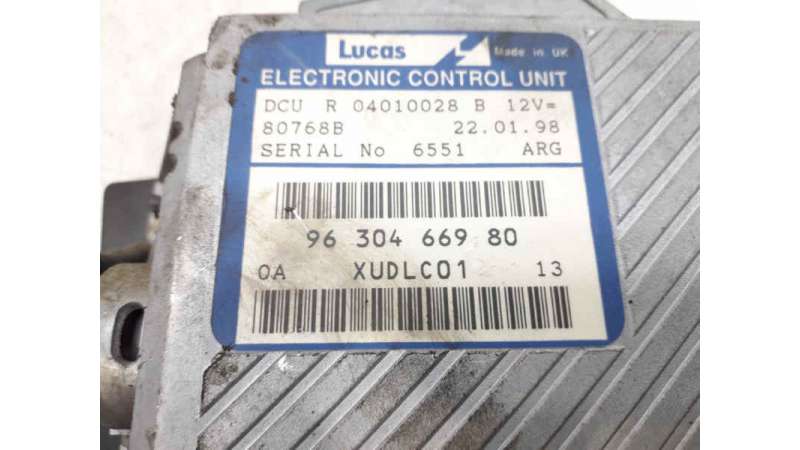 Lucas Made in UK
ELECTRONIC CONTROL UNIT
DCU R 04010028 B 12V=
80768B 22.01.98
SERIAL No 6551 ARG
96 304 669 80
0A XUDLC01 13